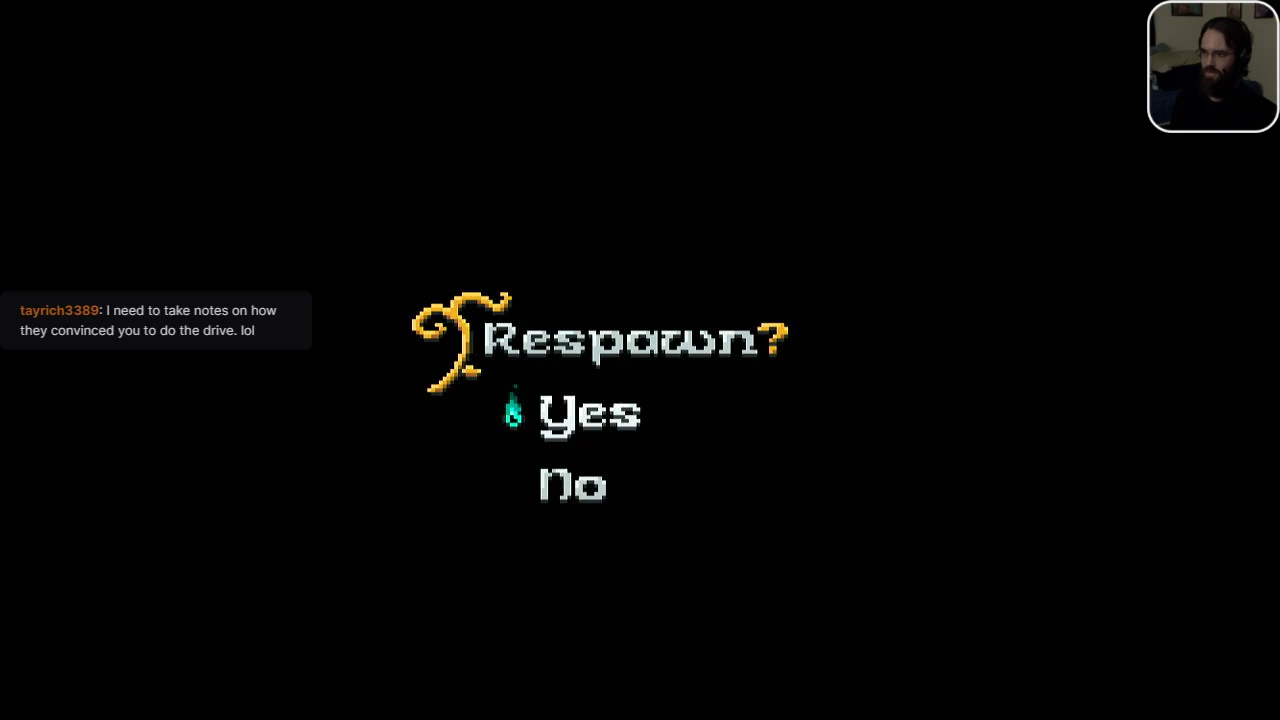 tayrich3389: I need to take notes on how
they convinced you to do the drive. lol
Respawn?
Yes
No